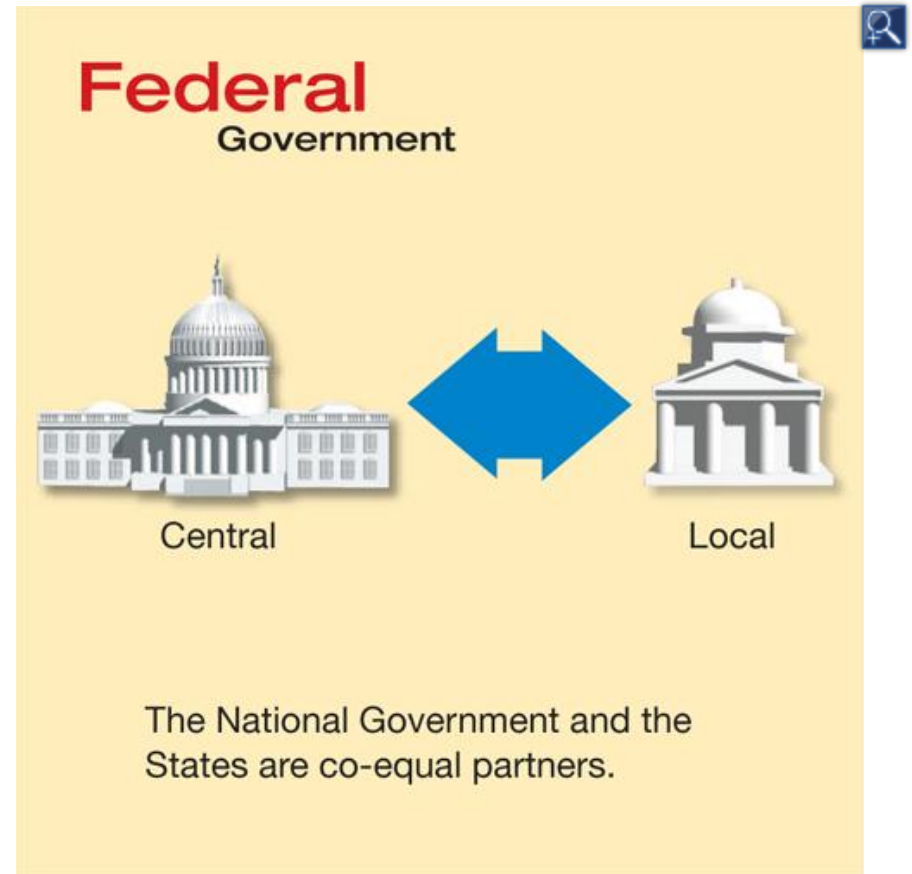 Federal
Government
Central
Local
The National Government and the
States are co-equal partners.